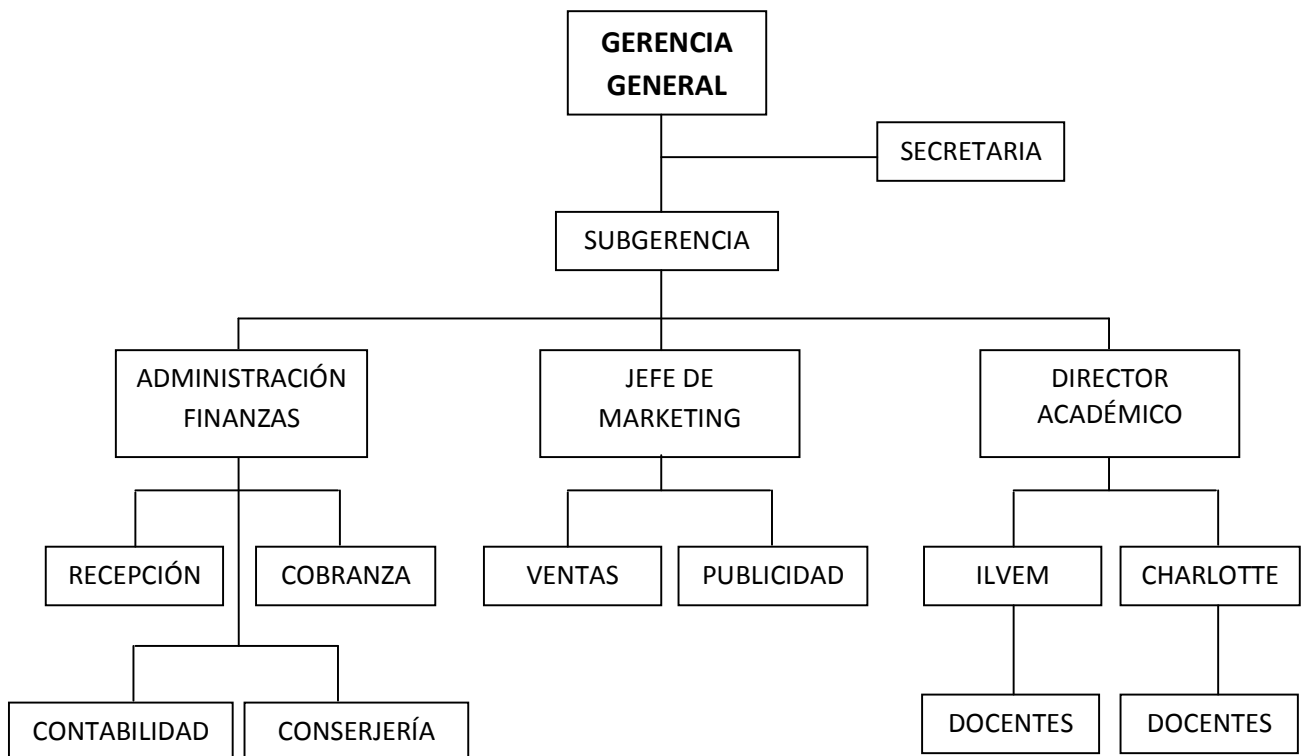 GERENCIA
GENERAL
SECRETARIA
SUBGERENCIA
ADMINISTRACIÓN
FINANZAS
JEFE DE
MARKETING
DIRECTOR
ACADÉMICO
RECEPCIÓN
COBRANZA
VENTAS
PUBLICIDAD
ILVEM
CHARLOTTE
CONTABILIDAD
CONSERJERÍA
DOCENTES
DOCENTES